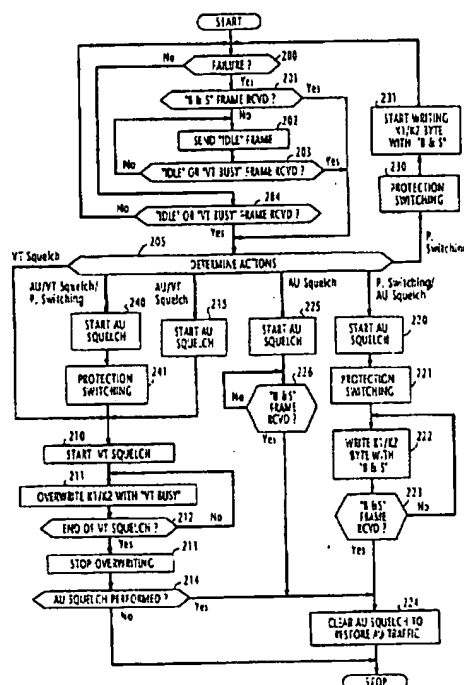 START
No
FAILURE ?
200
Yes
201
"B & S" FRAME RCVD ?
Yes
No
202
SEND "IDLE" FRAME
203
No
"IDLE" OR "VT BUSY" FRAME RCVD ?
Yes
204
No
"IDLE" OR "VT BUSY" FRAME RCVD ?
Yes
231
START WRITING
K1/K2 BYTE
WITH "B & S"
230
PROTECTION
SWITCHING
P.
Switching
VT Squelch
205
DETERMINE ACTIONS
AU/VT Squelch/
P. Switching
AU/VT
Squelch
AU Squelch
P. Switching/
AU Squelch
240
START AU
SQUELCH
215
START AU
SQUELCH
225
START AU
SQUELCH
220
START AU
SQUELCH
241
PROTECTION
SWITCHING
226
No
"B & S"
FRAME
RCVD ?
Yes
221
PROTECTION
SWITCHING
222
WRITE K1/K2
BYTE WITH
"B & S"
223
"B & S"
FRAME
RCVD ?
No
Yes
210
START VT SQUELCH
211
OVERWRITE K1/K2 WITH "VT BUSY"
END OF VT SQUELCH ?
212
No
Yes
213
STOP OVERWRITING
214
AU SQUELCH PERFORMED ?
Yes
No
224
CLEAR AU SQUELCH TO
RESTORE AU TRAFFIC
STOP